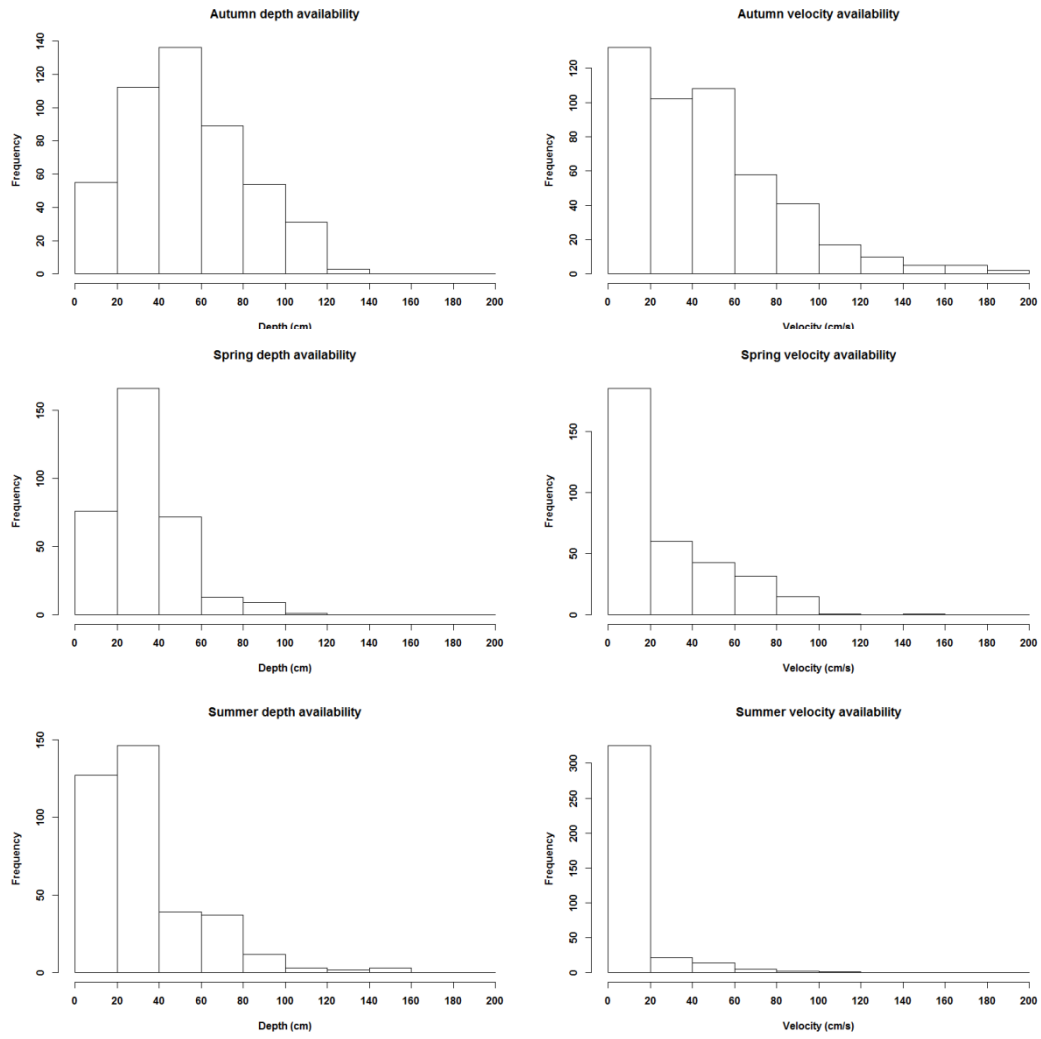 Autumn depth availability
Frequency
0 20 40 60 80 100 120 140
0 20 40 60 80 100 120 140 160 180 200
Depth (cm)
Autumn velocity availability
Frequency
0 20 40 60 80 100 120
0 20 40 60 80 100 120 140 160 180 200
Velocity (cm/s)
Spring depth availability
Frequency
0 50 100 150
0 20 40 60 80 100 120 140 160 180 200
Depth (cm)
Spring velocity availability
Frequency
0 50 100 150
0 20 40 60 80 100 120 140 160 180 200
Velocity (cm/s)
Summer depth availability
Frequency
0 50 100 150
0 20 40 60 80 100 120 140 160 180 200
Depth (cm)
Summer velocity availability
Frequency
0 50 100 150 200 250 300
0 20 40 60 80 100 120 140 160 180 200
Velocity (cm/s)